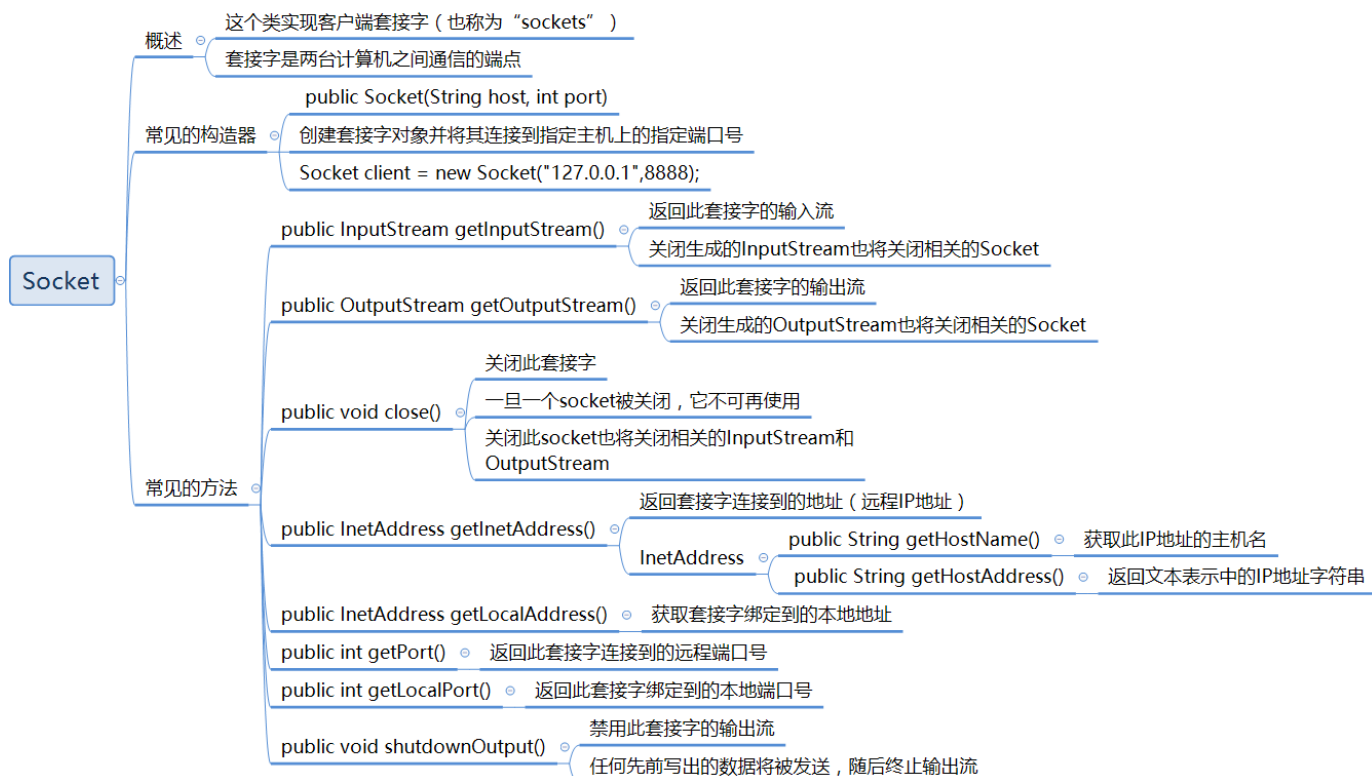 Socket
概述
这个类实现客户端套接字（也称为“sockets”）
套接字是两台计算机之间通信的端点
常见的构造器
public Socket(String host, int port)
创建套接字对象并将其连接到指定主机上的指定端口号
Socket client = new Socket("127.0.0.1",8888);
常见的方法
public InputStream getInputStream()
返回此套接字的输入流
关闭生成的InputStream也将关闭相关的Socket
public OutputStream getOutputStream()
返回此套接字的输出流
关闭生成的OutputStream也将关闭相关的Socket
public void close()
关闭此套接字
一旦一个socket被关闭，它不可再使用
关闭此socket也将关闭相关的InputStream和
OutputStream
public InetAddress getInetAddress()
返回套接字连接到的地址（远程IP地址）
InetAddress
public String getHostName()
获取此IP地址的主机名
public String getHostAddress()
返回文本表示中的IP地址字符串
public InetAddress getLocalAddress()
获取套接字绑定到的本地地址
public int getPort()
返回此套接字连接到的远程端口号
public int getLocalPort()
返回此套接字绑定到的本地端口号
public void shutdownOutput()
禁用此套接字的输出流
任何先前写出的数据将被发送，随后终止输出流